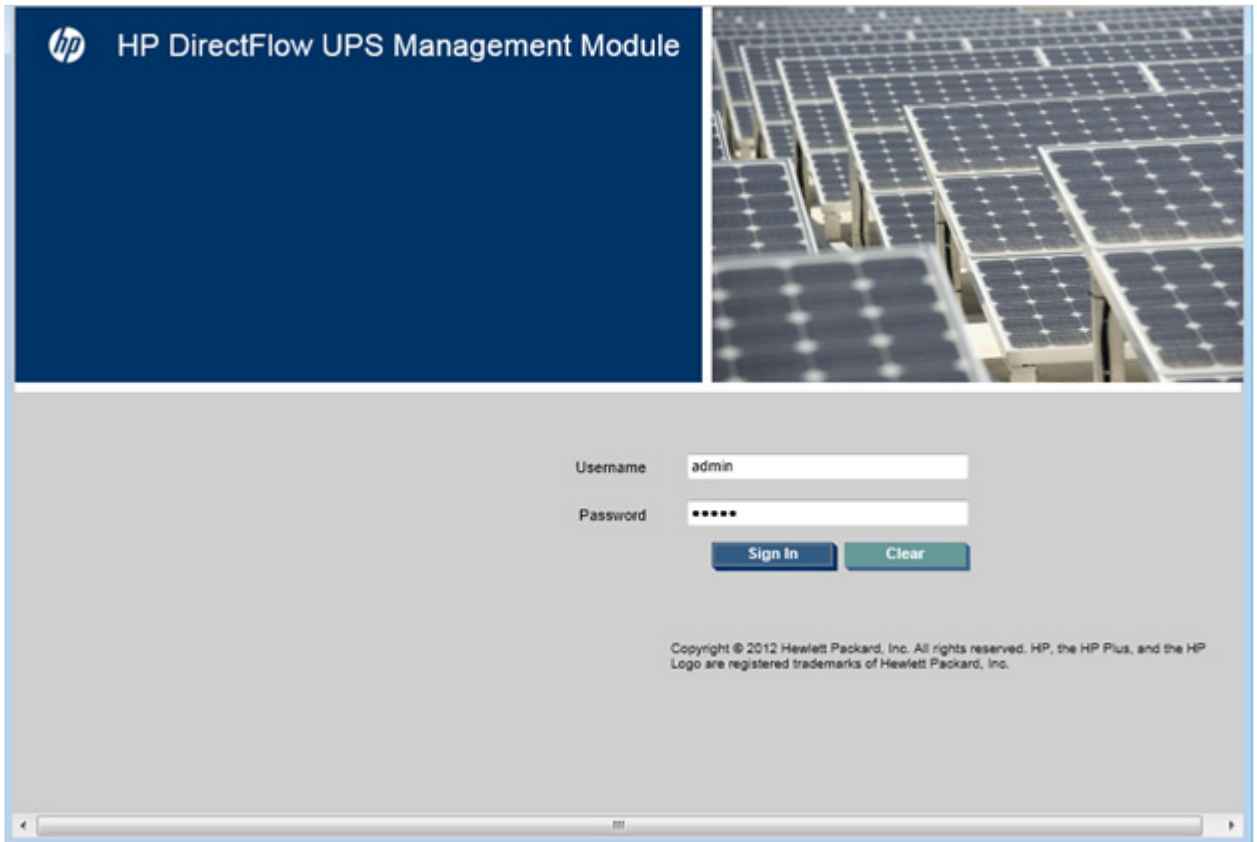 hp
HP DirectFlow UPS Management Module
Username
admin
Password
•••••
Sign In
Clear
Copyright © 2012 Hewlett Packard, Inc. All rights reserved. HP, the HP Plus, and the HP
Logo are registered trademarks of Hewlett Packard, Inc.